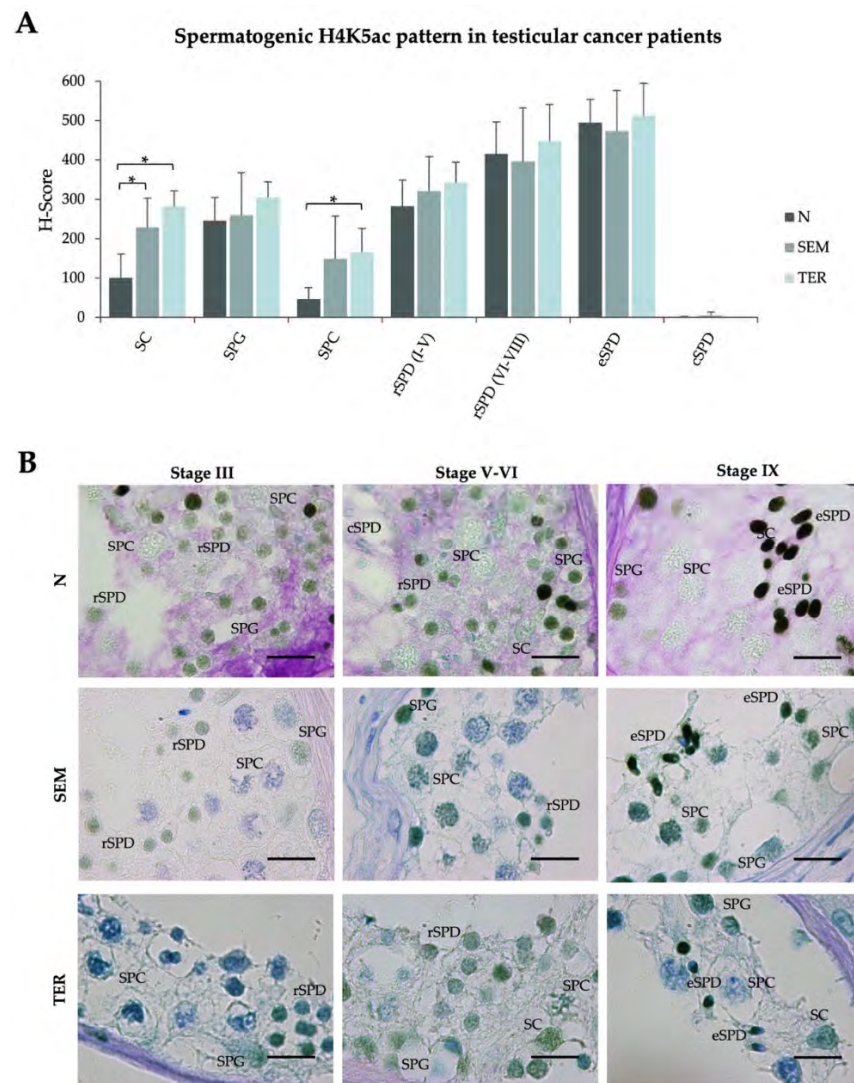 A
Spermatogenic H4K5ac pattern in testicular cancer patients
H-Score
600
500
400
300
200
100
0
*
*
*
N
SEM
TER
SC
SPG
SPC
rSPD (I-V)
rSPD (VI-VIII)
eSPD
cSPD
B
Stage III
Stage V-VI
Stage IX
N
SPC
SPC
rSPD
rSPD
SPG
cSPD
SPC
SPG
rSPD
SC
eSPD
SC
SPC
SPG
eSPD
SEM
SPG
rSPD
SPC
rSPD
SPG
SPC
rSPD
eSPD
eSPD
SPC
SPC
SPG
TER
SPC
rSPD
SPG
rSPD
SPC
SC
SPG
SPG
eSPD
SPC
SC
eSPD